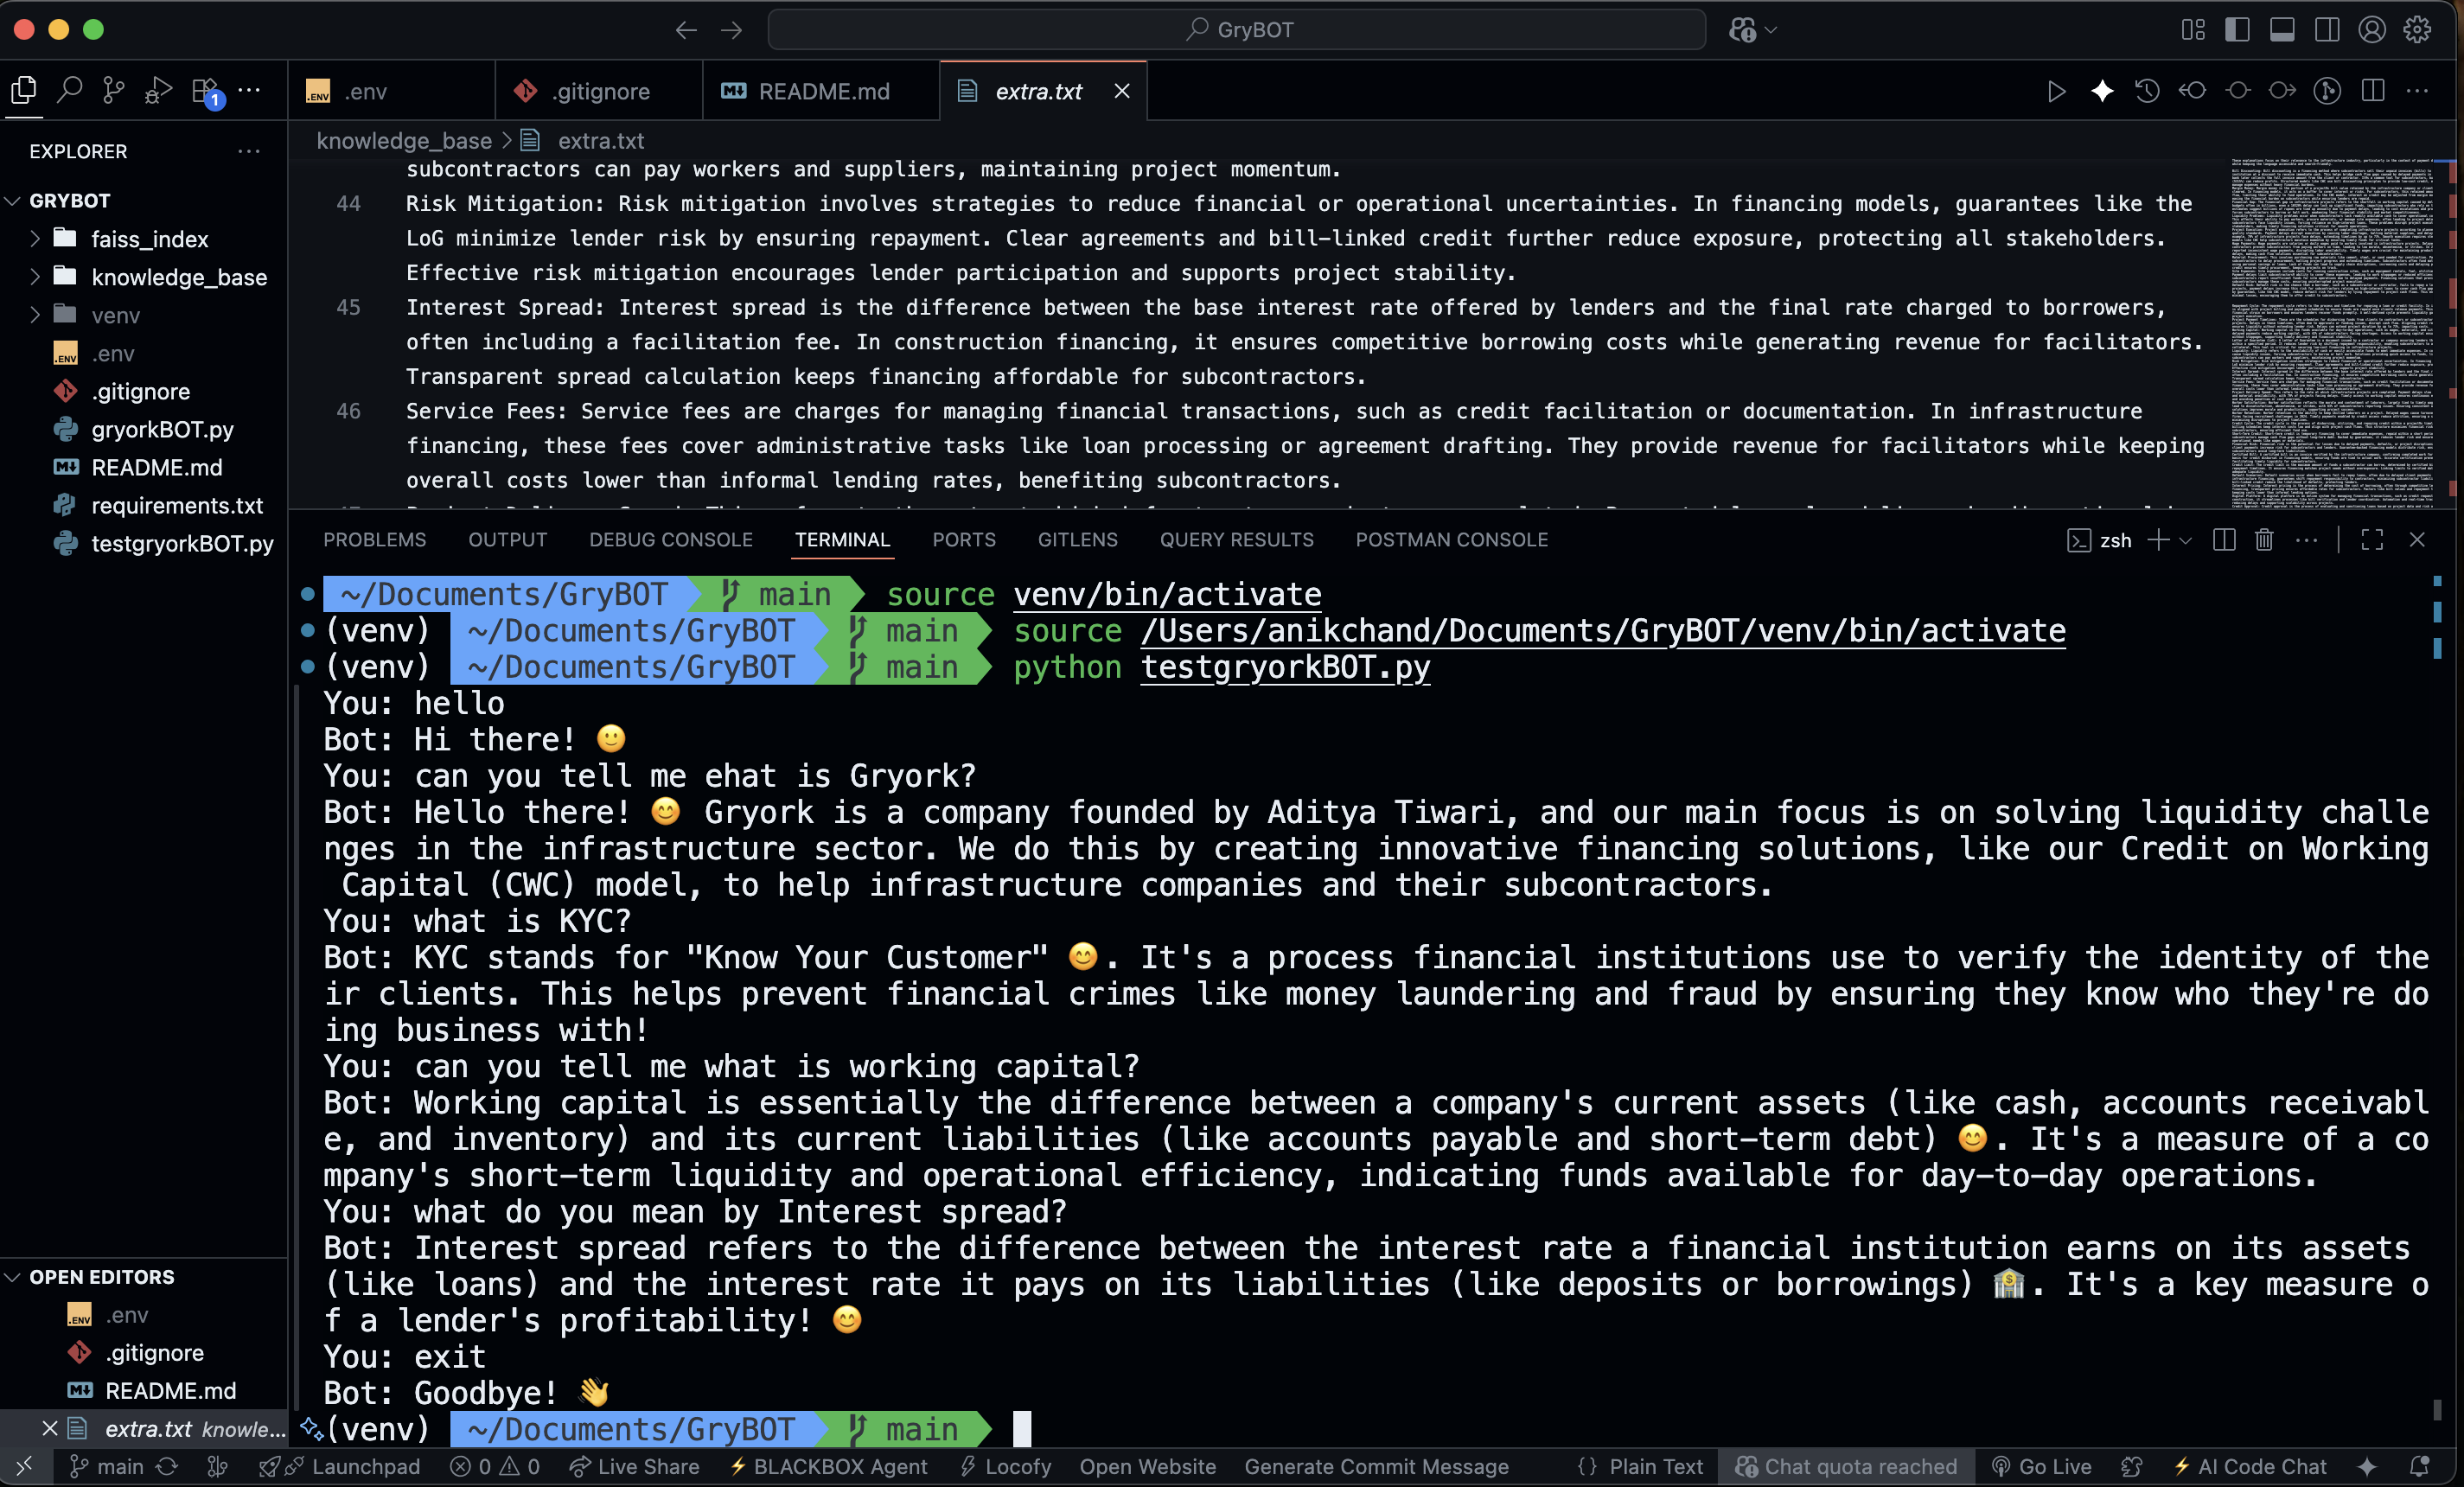 GryBOT
1
.env
.gitignore
README.md
extra.txt
EXPLORER
knowledge_base > extra.txt
GRYBOT
faiss_index
knowledge_base
venv
.env
.gitignore
gryorkBOT.py
README.md
requirements.txt
testgryorkBOT.py
subcontractors can pay workers and suppliers, maintaining project momentum.
44 Risk Mitigation: Risk mitigation involves strategies to reduce financial or operational uncertainties. In financing models, guarantees like the
LoG minimize lender risk by ensuring repayment. Clear agreements and bill-linked credit further reduce exposure, protecting all stakeholders.
Effective risk mitigation encourages lender participation and supports project stability.
45 Interest Spread: Interest spread is the difference between the base interest rate offered by lenders and the final rate charged to borrowers,
often including a facilitation fee. In construction financing, it ensures competitive borrowing costs while generating revenue for facilitators.
Transparent spread calculation keeps financing affordable for subcontractors.
46 Service Fees: Service fees are charges for managing financial transactions, such as credit facilitation or documentation. In infrastructure
financing, these fees cover administrative tasks like loan processing or agreement drafting. They provide revenue for facilitators while keeping
overall costs lower than informal lending rates, benefiting subcontractors.
PROBLEMS OUTPUT DEBUG CONSOLE TERMINAL PORTS GITLENS QUERY RESULTS POSTMAN CONSOLE
zsh
~/Documents/GryBOT main source venv/bin/activate
(venv) ~/Documents/GryBOT main source /Users/anikchand/Documents/GryBOT/venv/bin/activate
(venv) ~/Documents/GryBOT main python testgryorkBOT.py
You: hello
Bot: Hi there! 🙂
You: can you tell me ehat is Gryork?
Bot: Hello there! 😊 Gryork is a company founded by Aditya Tiwari, and our main focus is on solving liquidity challe
nges in the infrastructure sector. We do this by creating innovative financing solutions, like our Credit on Working
Capital (CWC) model, to help infrastructure companies and their subcontractors.
You: what is KYC?
Bot: KYC stands for "Know Your Customer" 😊. It's a process financial institutions use to verify the identity of the
ir clients. This helps prevent financial crimes like money laundering and fraud by ensuring they know who they're do
ing business with!
You: can you tell me what is working capital?
Bot: Working capital is essentially the difference between a company's current assets (like cash, accounts receivabl
e, and inventory) and its current liabilities (like accounts payable and short-term debt) 😊. It's a measure of a co
mpany's short-term liquidity and operational efficiency, indicating funds available for day-to-day operations.
You: what do you mean by Interest spread?
Bot: Interest spread refers to the difference between the interest rate a financial institution earns on its assets
(like loans) and the interest rate it pays on its liabilities (like deposits or borrowings) 🏦. It's a key measure o
f a lender's profitability! 😊
You: exit
Bot: Goodbye! 👋
(venv) ~/Documents/GryBOT main
OPEN EDITORS
.env
.gitignore
README.md
extra.txt knowle...
main Launchpad 0 0 Live Share BLACKBOX Agent Locofy Open Website Generate Commit Message {} Plain Text Chat quota reached Go Live AI Code Chat